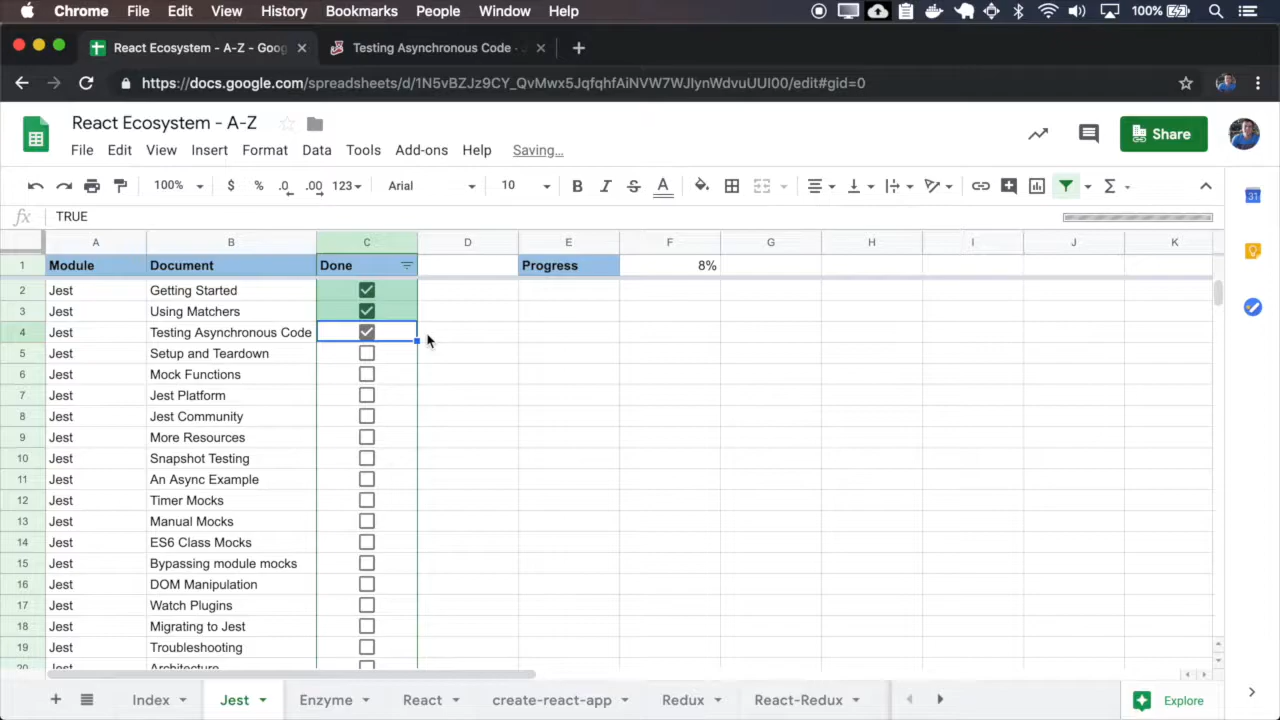 Chrome File Edit View History Bookmarks People Window Help 100%
React Ecosystem - A-Z - Goog Testing Asynchronous Code -
https://docs.google.com/spreadsheets/d/1N5vBZJz9CY_QvMwx5JqfqhfAiNVW7WJIynWdvuUUI00/edit#gid=0
React Ecosystem - A-Z
File Edit View Insert Format Data Tools Add-ons Help Saving... Share
100% $ % .0 .00 123 Arial 10 B I S A Σ
fx TRUE
31
A B C D E F G H I J K
1 Module Document Done Progress 8%
2 Jest Getting Started
3 Jest Using Matchers
4 Jest Testing Asynchronous Code
5 Jest Setup and Teardown
6 Jest Mock Functions
7 Jest Jest Platform
8 Jest Jest Community
9 Jest More Resources
10 Jest Snapshot Testing
11 Jest An Async Example
12 Jest Timer Mocks
13 Jest Manual Mocks
14 Jest ES6 Class Mocks
15 Jest Bypassing module mocks
16 Jest DOM Manipulation
17 Jest Watch Plugins
18 Jest Migrating to Jest
19 Jest Troubleshooting
20 Jest Architecture
Index Jest Enzyme React create-react-app Redux React-Redux Explore